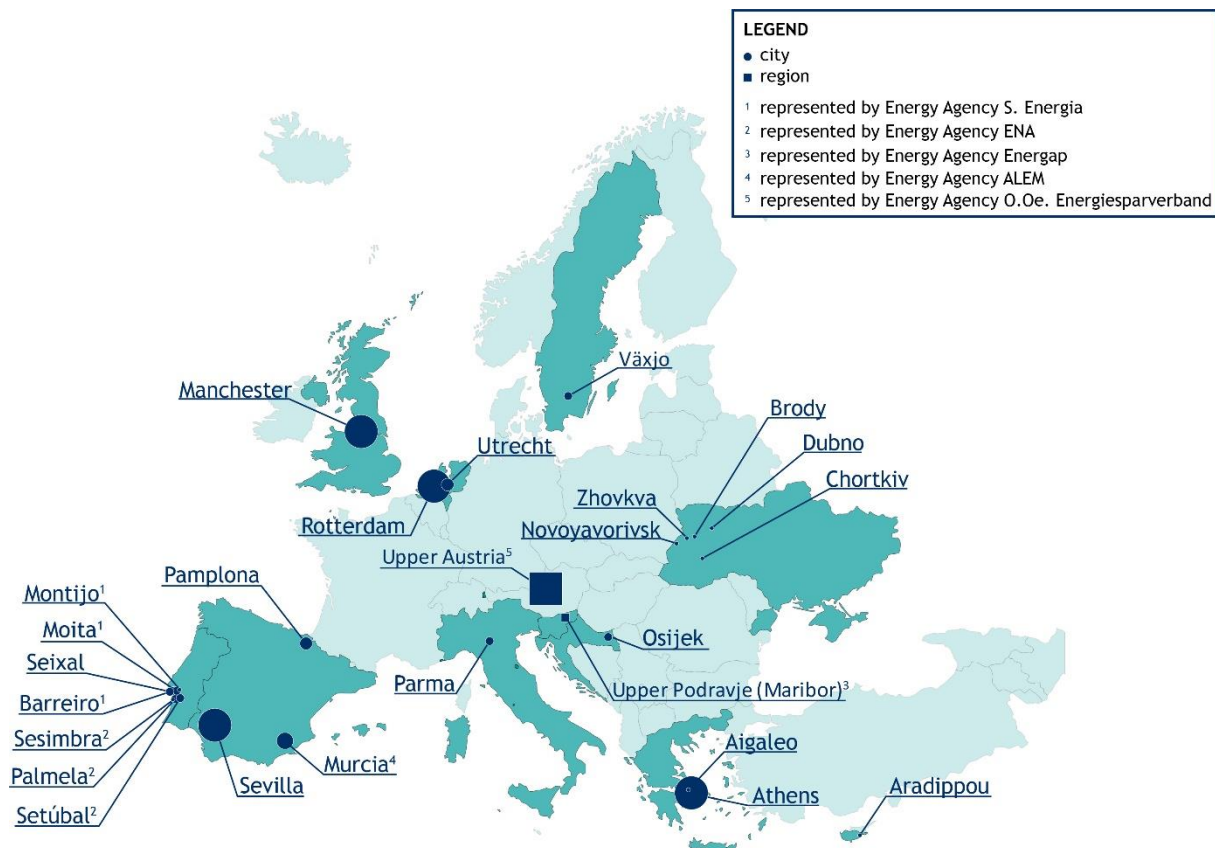 LEGEND
city
region
1 represented by Energy Agency S. Energia
2 represented by Energy Agency ENA
3 represented by Energy Agency Energap
4 represented by Energy Agency ALEM
5 represented by Energy Agency O.Oe. Energiesparverband
Växjo
Manchester
Brody
Utrecht
Dubno
Chortkiv
Zhovkva
Rotterdam
Novoyavorivsk
Upper Austria⁵
Pamplona
Montijo¹
Moita¹
Osijek
Seixal
Parma
Upper Podravje (Maribor)³
Barreiro¹
Sesimbra²
Aigaleo
Palmela²
Murcia⁴
Sevilla
Athens
Aradippou
Setúbal²